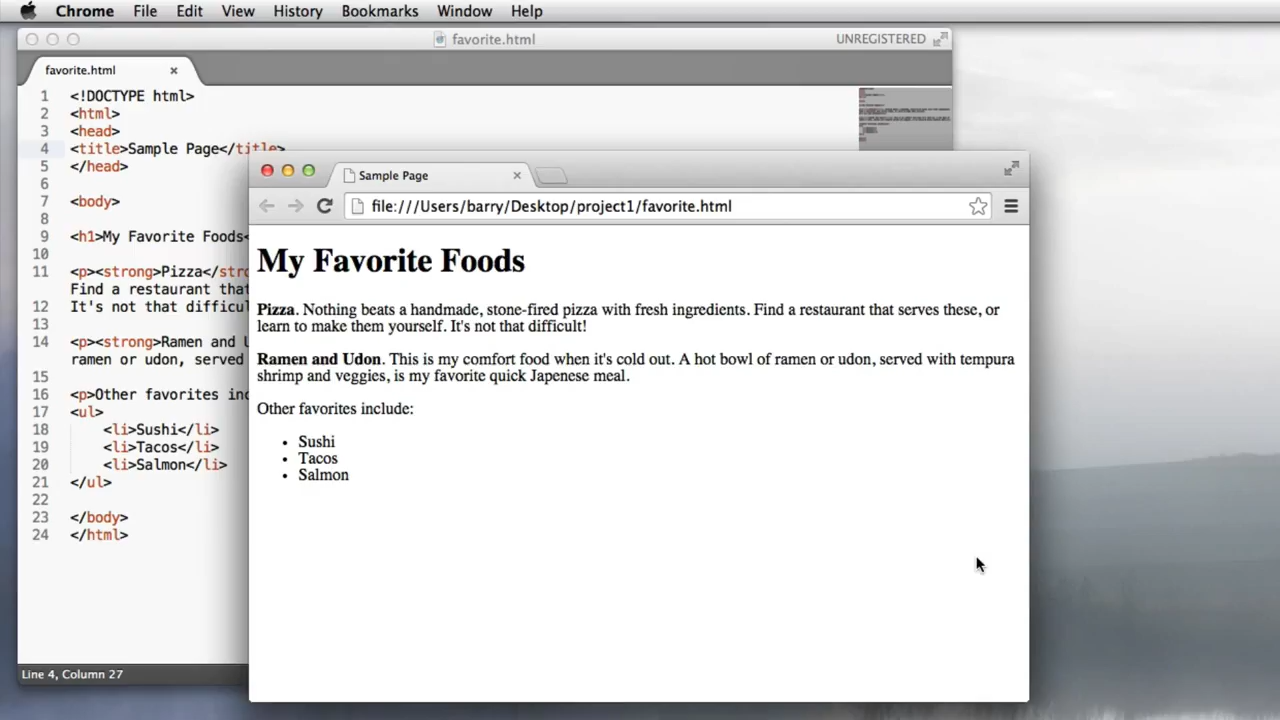 Chrome File Edit View History Bookmarks Window Help
favorite.html UNREGISTERED
favorite.html
1 <!DOCTYPE html>
2 <html>
3 <head>
4 <title>Sample Page</title>
5 </head>
6
7 <body>
8
9 <h1>My Favorite Foods<
10
11 <p><strong>Pizza</stro
Find a restaurant that
12 It's not that difficul
13
14 <p><strong>Ramen and U
ramen or udon, served
15
16 <p>Other favorites inc
17 <ul>
18 <li>Sushi</li>
19 <li>Tacos</li>
20 <li>Salmon</li>
21 </ul>
22
23 </body>
24 </html>
Line 4, Column 27
Sample Page
file:///Users/barry/Desktop/project1/favorite.html
My Favorite Foods
Pizza. Nothing beats a handmade, stone-fired pizza with fresh ingredients. Find a restaurant that serves these, or
learn to make them yourself. It's not that difficult!
Ramen and Udon. This is my comfort food when it's cold out. A hot bowl of ramen or udon, served with tempura
shrimp and veggies, is my favorite quick Japenese meal.
Other favorites include:
• Sushi
• Tacos
• Salmon